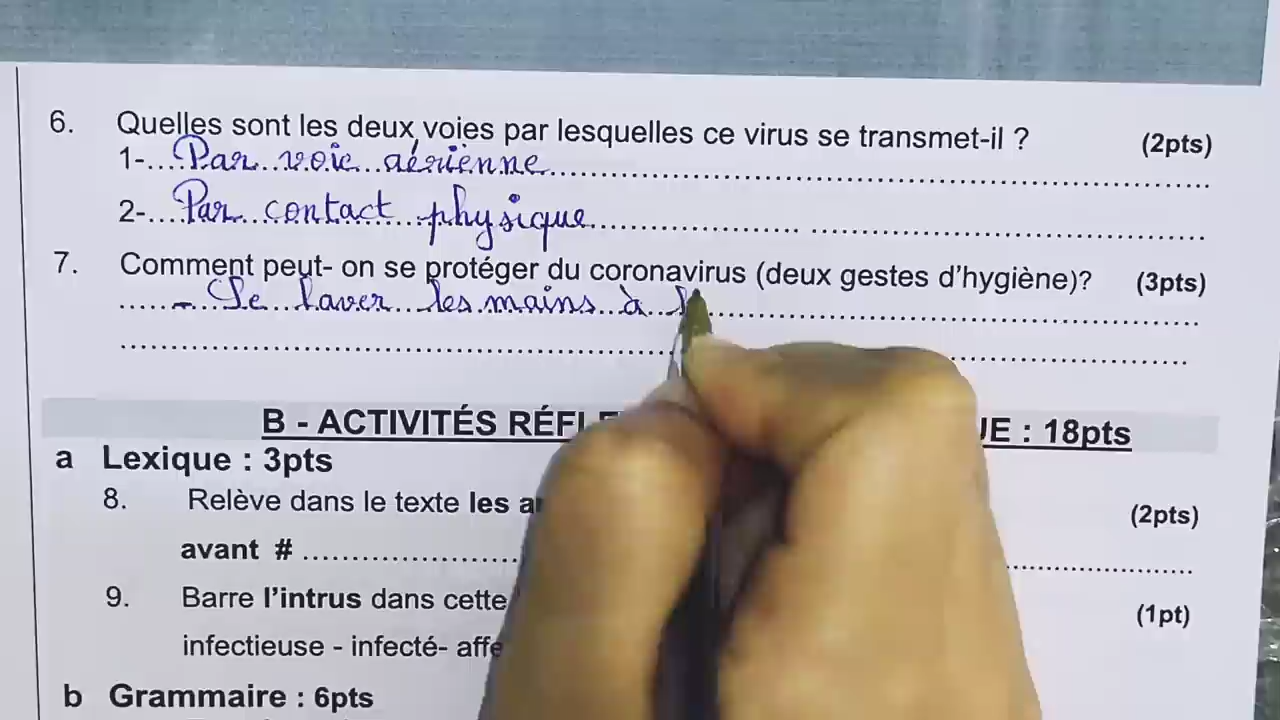 6. Quelles sont les deux voies par lesquelles ce virus se transmet-il ? (2pts)
1-....Par voie aérienne..........
2-....Par contact physique..........
7. Comment peut- on se protéger du coronavirus (deux gestes d'hygiène)? (3pts)
- Se laver les mains à
B - ACTIVITÉS : 18pts
a Lexique : 3pts
8. Relève dans le texte les (2pts)
avant # ..........
9. Barre l'intrus dans cette (1pt)
infectieuse - infecté-
b Grammaire : 6pts